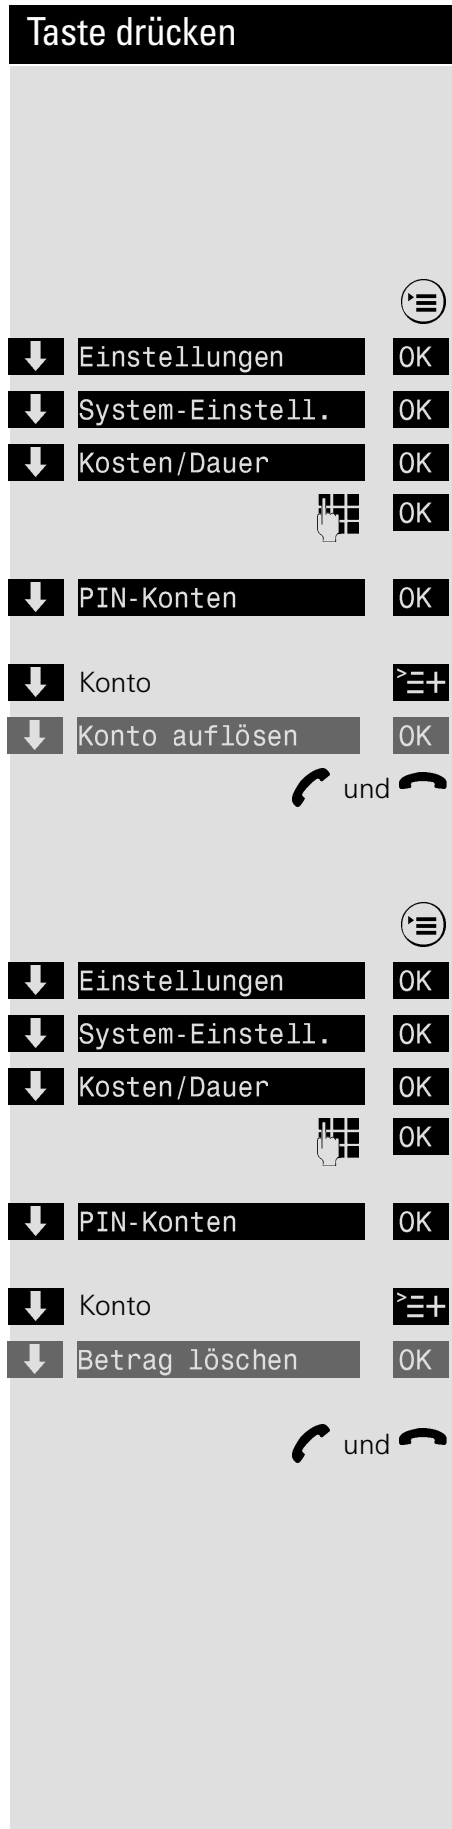 Taste drücken
Einstellungen OK
System-Einstell. OK
Kosten/Dauer OK
OK
PIN-Konten OK
Konto
Konto auflösen OK
und
Einstellungen OK
System-Einstell. OK
Kosten/Dauer OK
OK
PIN-Konten OK
Konto
Betrag löschen OK
und